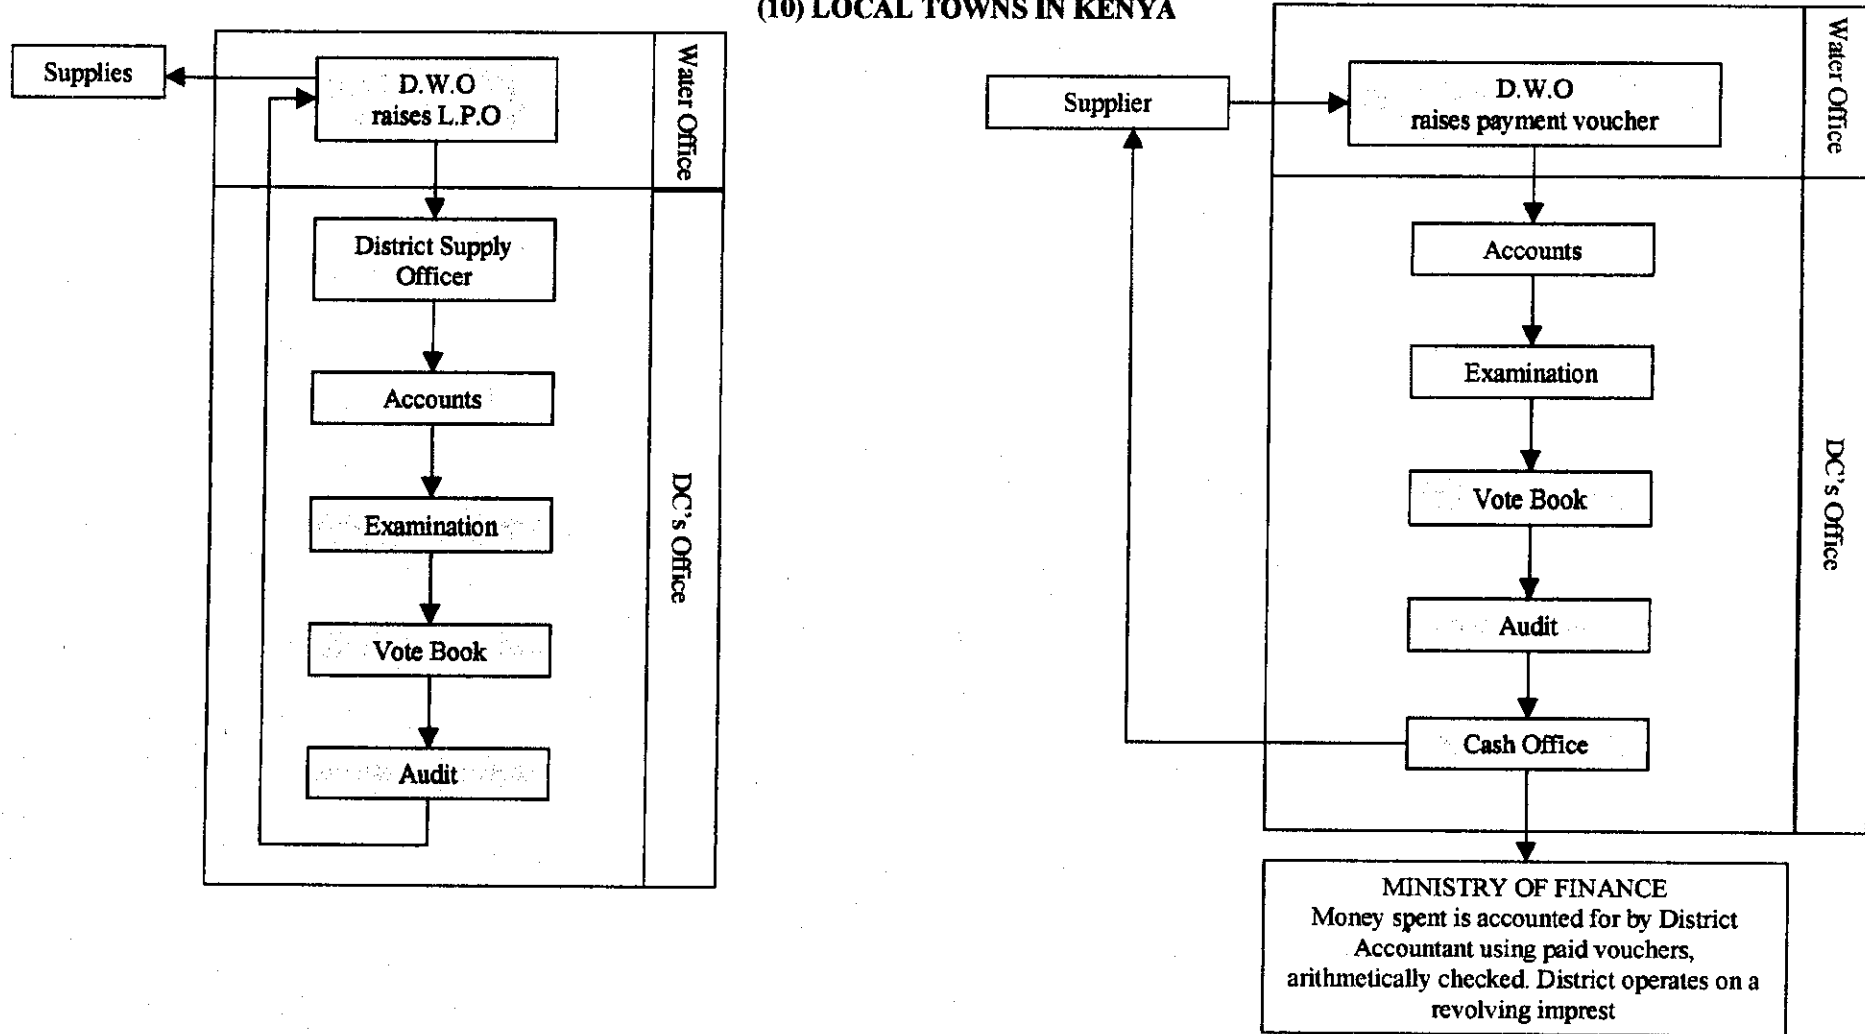 (10) LOCAL TOWNS IN KENYA
Supplies
D.W.O
raises L.P.O
Water Office
District Supply
Officer
Accounts
Examination
Vote Book
Audit
DC's Office
Supplier
D.W.O
raises payment voucher
Water Office
Accounts
Examination
Vote Book
Audit
Cash Office
DC's Office
MINISTRY OF FINANCE
Money spent is accounted for by District
Accountant using paid vouchers,
arithmetically checked. District operates on a
revolving imprest